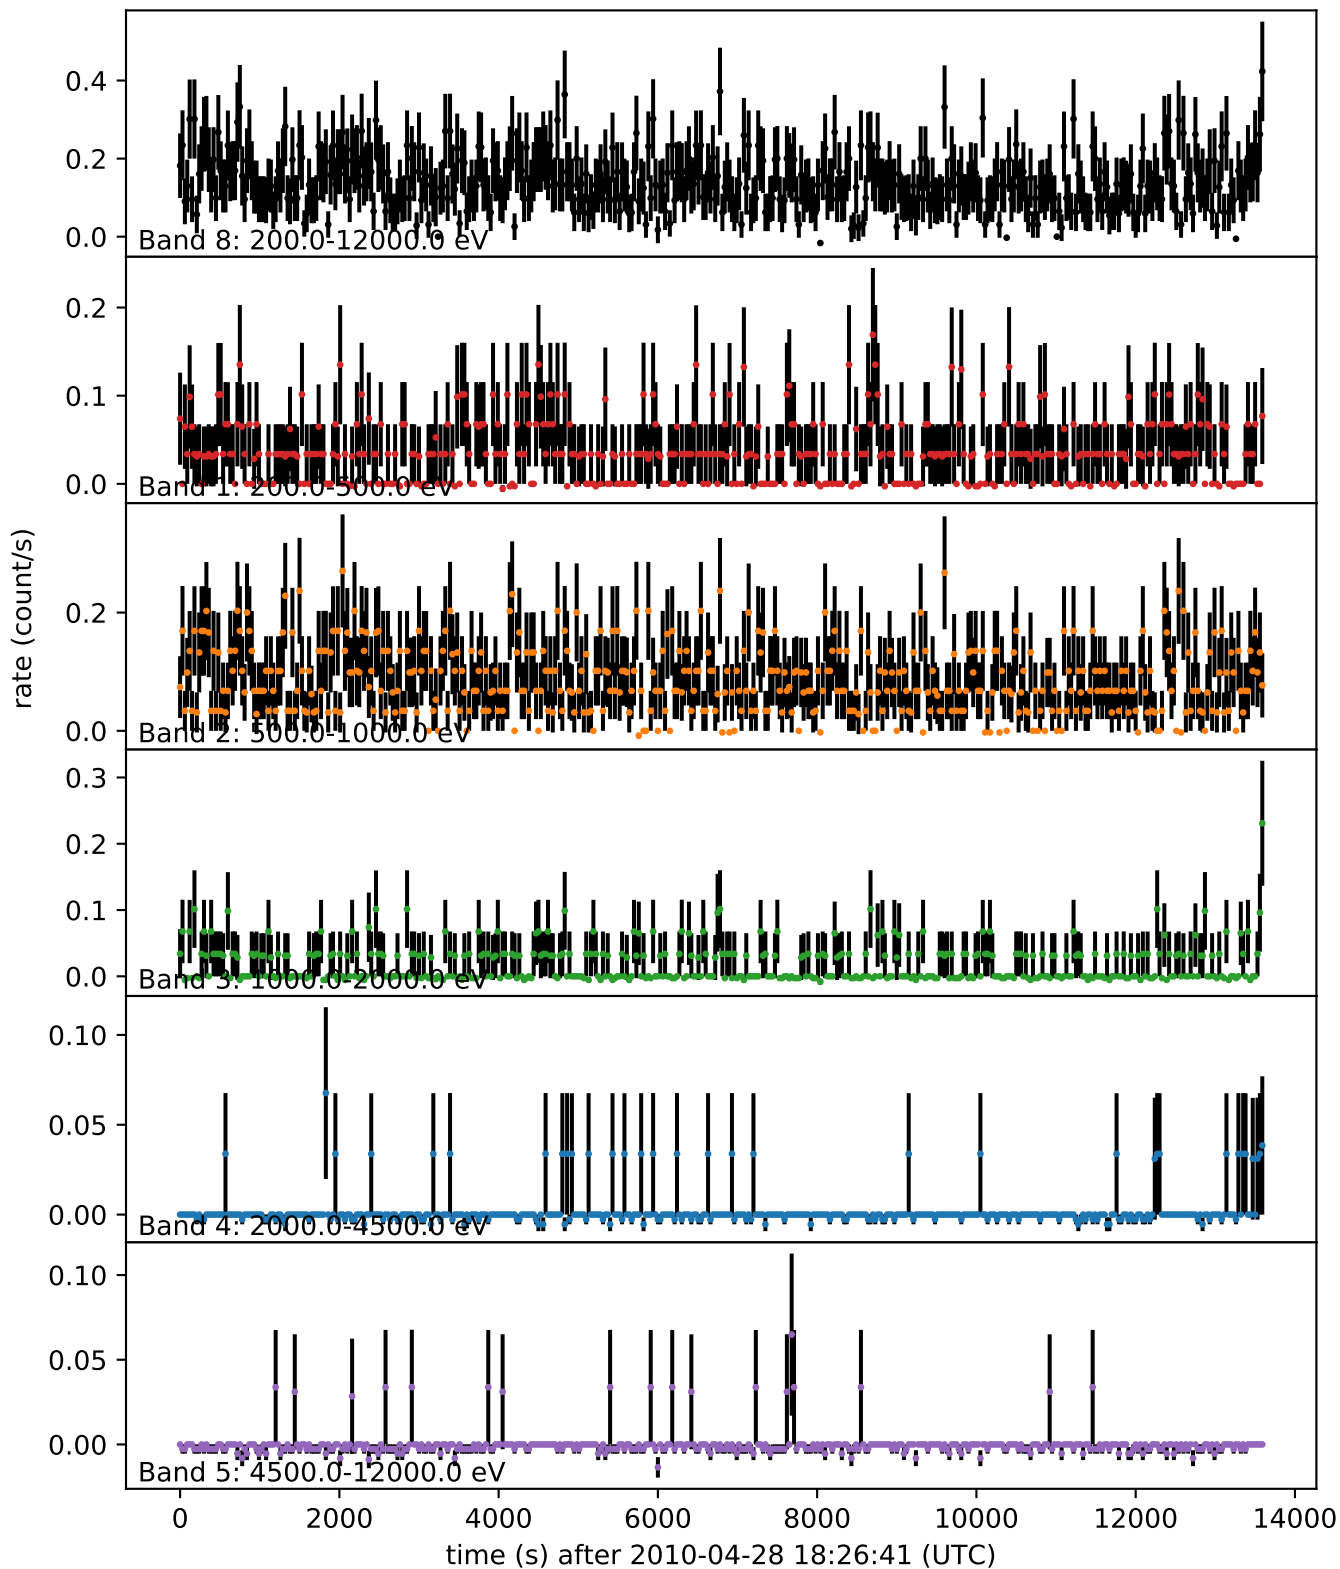 0.4
0.2
0.0
Band 8: 200.0-12000.0 eV
0.2
0.1
0.0
Band 1: 200.0-500.0 eV
rate (count/s)
0.2
0.0
Band 2: 500.0-1000.0 eV
0.3
0.2
0.1
0.0
Band 3: 1000.0-2000.0 eV
0.10
0.05
0.00
Band 4: 2000.0-4500.0 eV
0.10
0.05
0.00
Band 5: 4500.0-12000.0 eV
0 2000 4000 6000 8000 10000 12000 14000
time (s) after 2010-04-28 18:26:41 (UTC)